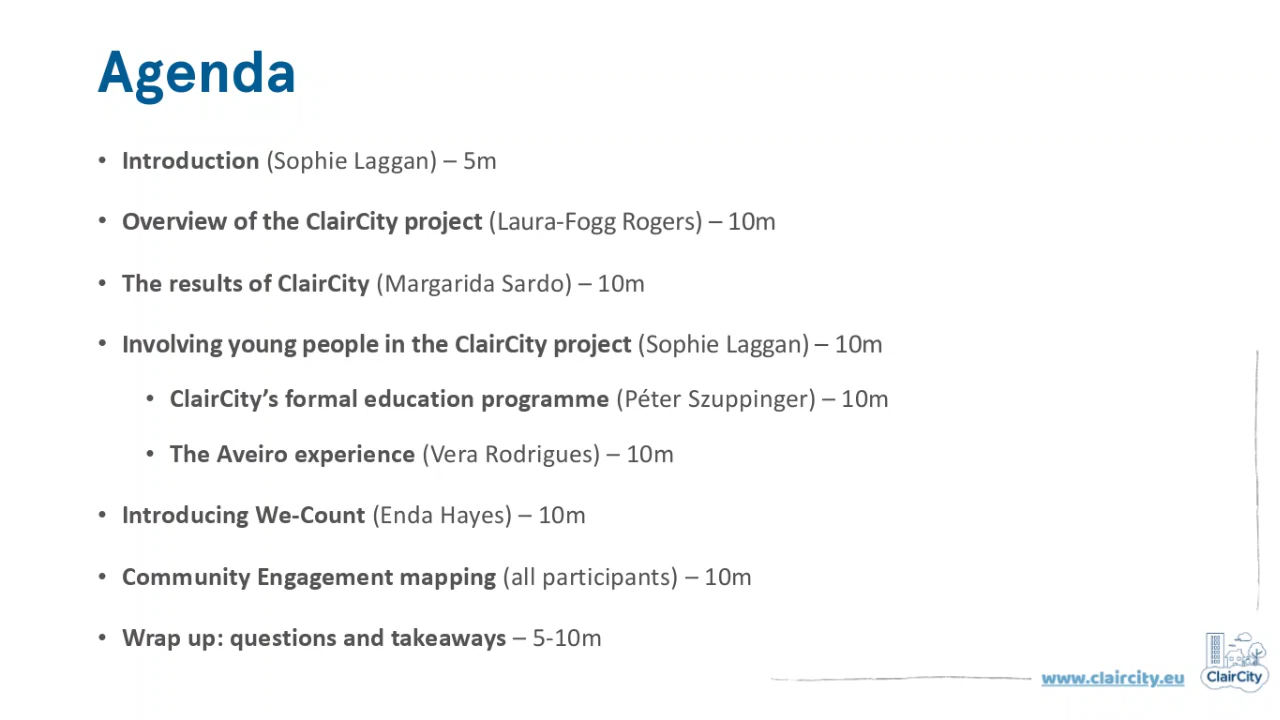 Agenda
• Introduction (Sophie Laggan) – 5m
• Overview of the ClairCity project (Laura-Fogg Rogers) – 10m
• The results of ClairCity (Margarida Sardo) – 10m
• Involving young people in the ClairCity project (Sophie Laggan) – 10m
• ClairCity’s formal education programme (Péter Szuppinger) – 10m
• The Aveiro experience (Vera Rodrigues) – 10m
• Introducing We-Count (Enda Hayes) – 10m
• Community Engagement mapping (all participants) – 10m
• Wrap up: questions and takeaways – 5-10m
www.claircity.eu
ClairCity